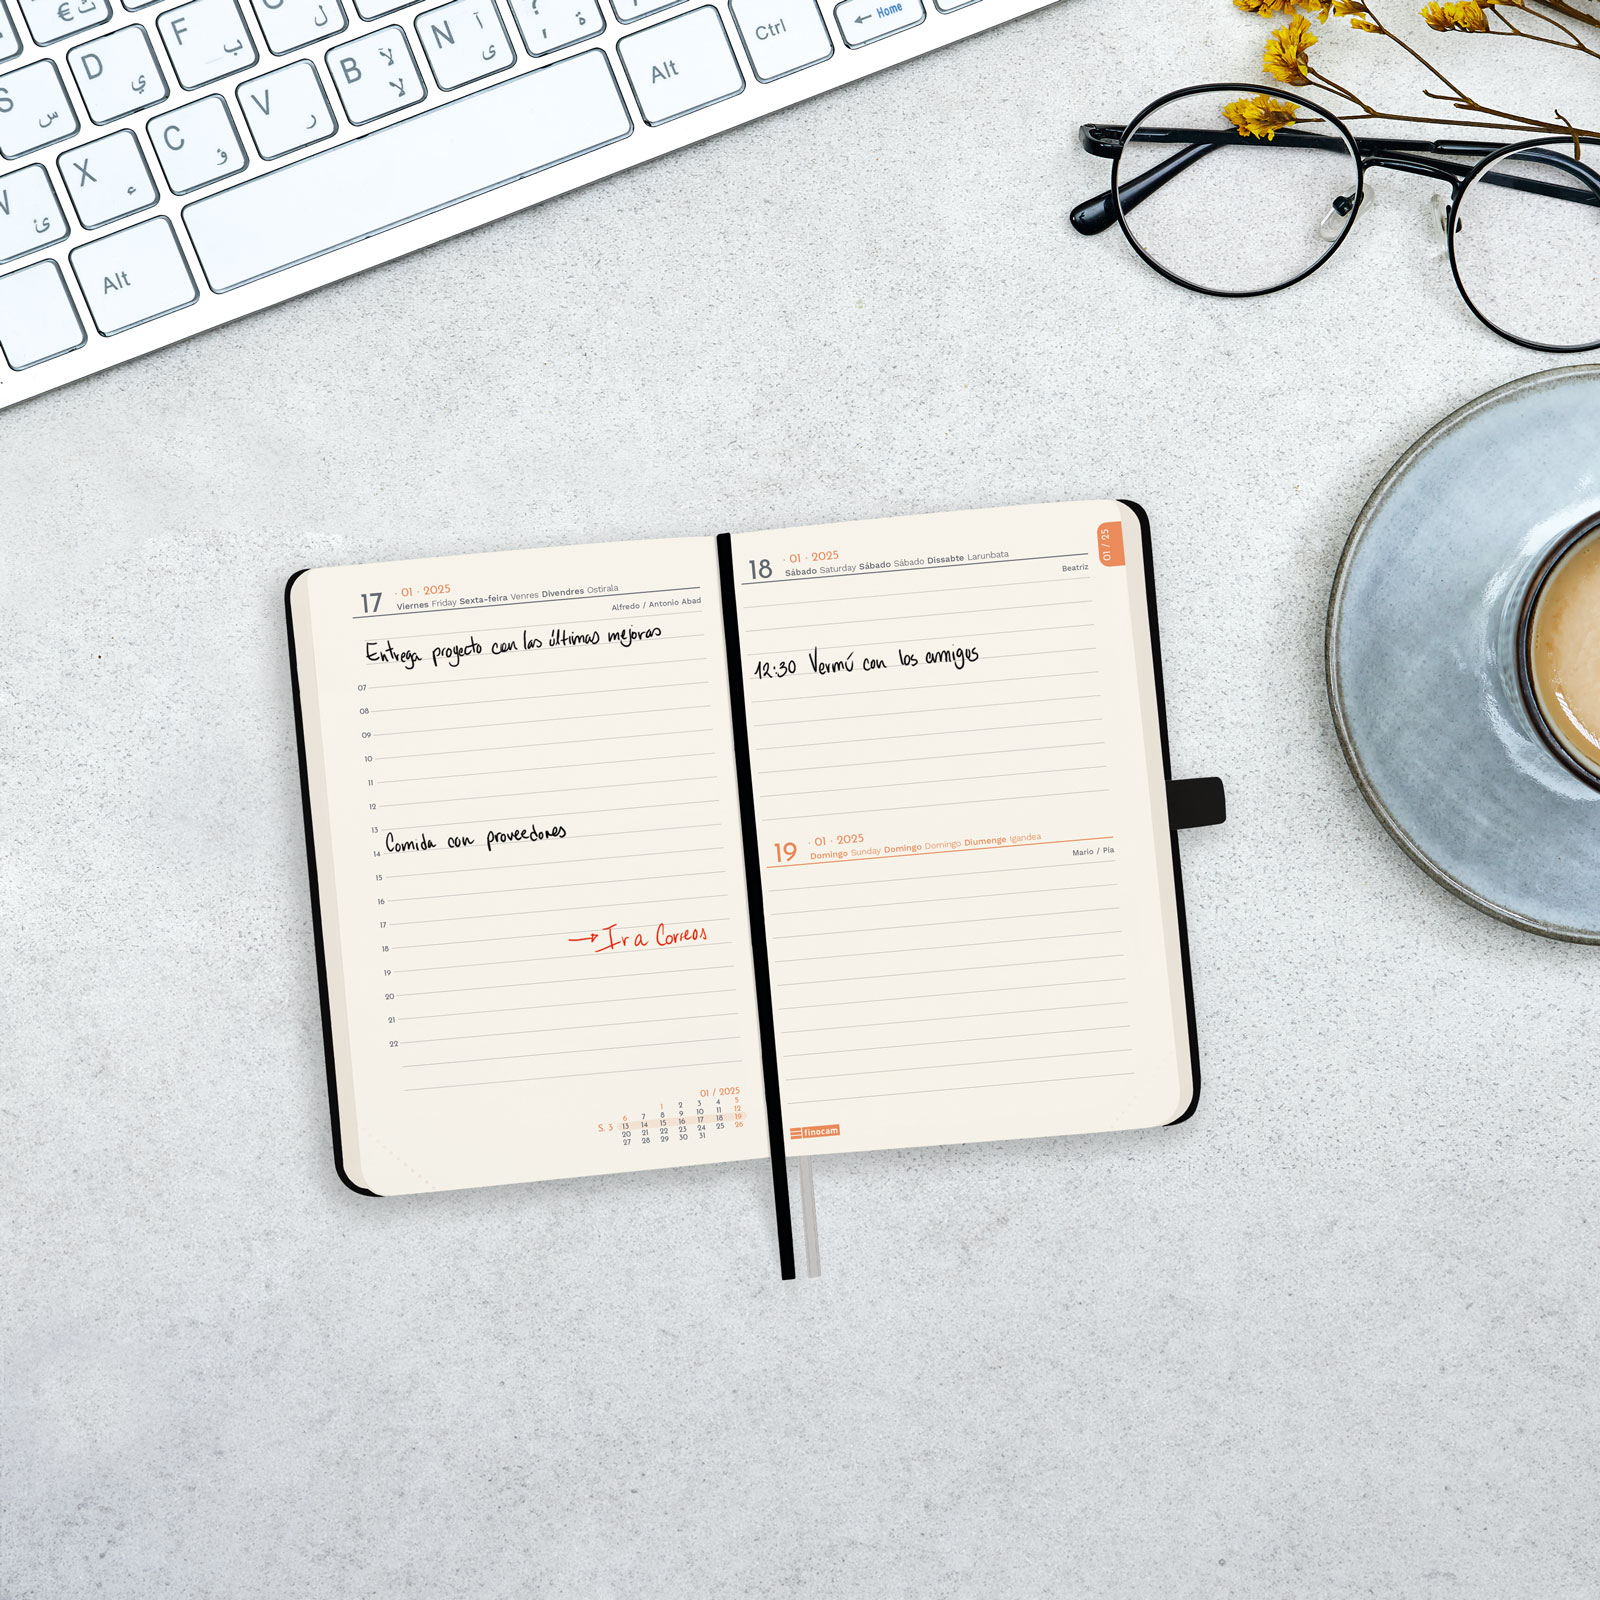 € ث
D ي
F ب
ل
B لآ لا
N آ ى
؟ ة
Alt
Ctrl
← Home
S س
X ء
C ؤ
V ر
ئ
Alt
17 · 01 · 2025
Viernes Friday Sexta-feira Venres Divendres Ostirala
Alfredo / Antonio Abad
Entrega proyecto con las últimas mejoras
07
08
09
10
11
12
13
Comida con proveedores
14
15
16
17
→ Ir a Correos
18
19
20
21
22
01 / 2025
1 2 3 4 5
6 7 8 9 10 11 12
S. 3 13 14 15 16 17 18 19
20 21 22 23 24 25 26
27 28 29 30 31
18 · 01 · 2025
Sábado Saturday Sábado Sábado Dissabte Larunbata
Beatriz
01 / 25
12:30 Vermú con los amigos
19 · 01 · 2025
Domingo Sunday Domingo Domingo Diumenge Igandea
Mario / Pía
finocam